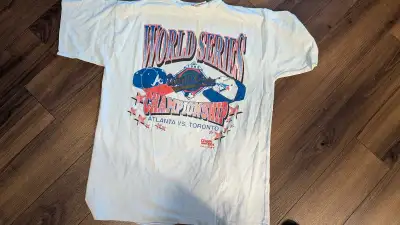 WORLD SERIES
CHAMPIONSHIP
ATLANTA VS. TORONTO